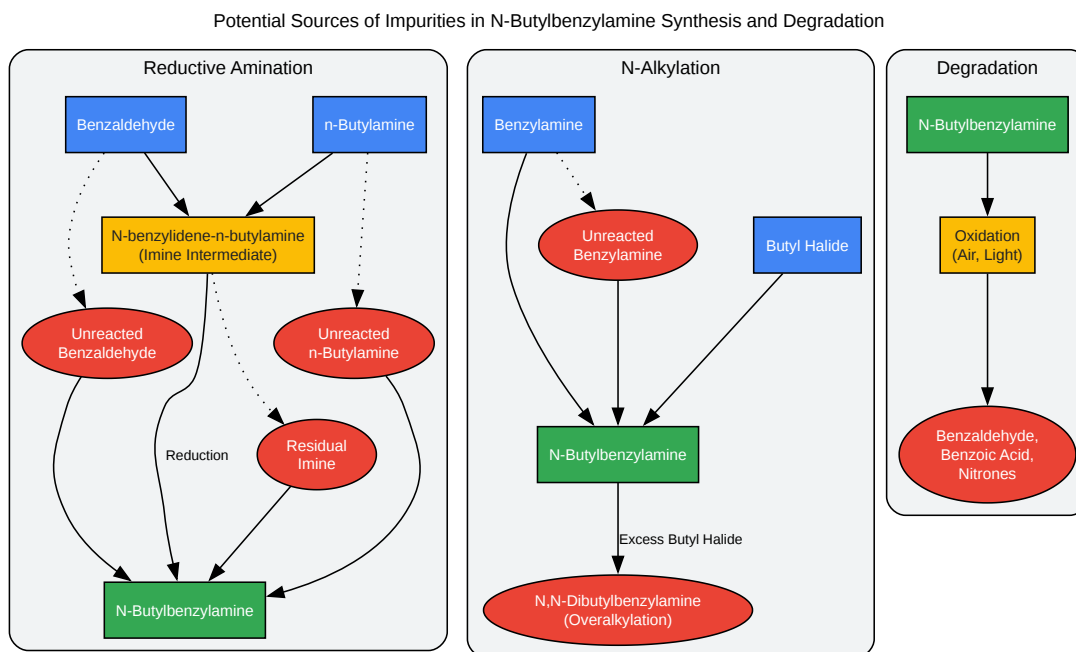 Potential Sources of Impurities in N-Butylbenzylamine Synthesis and Degradation
Reductive Amination
Benzaldehyde
n-Butylamine
N-benzylidene-n-butylamine
(Imine Intermediate)
Unreacted
Benzaldehyde
Unreacted
n-Butylamine
Reduction
Residual
Imine
N-Butylbenzylamine
N-Alkylation
Benzylamine
Unreacted
Benzylamine
Butyl Halide
N-Butylbenzylamine
Excess Butyl Halide
N,N-Dibutylbenzylamine
(Overalkylation)
Degradation
N-Butylbenzylamine
Oxidation
(Air, Light)
Benzaldehyde,
Benzoic Acid,
Nitrones